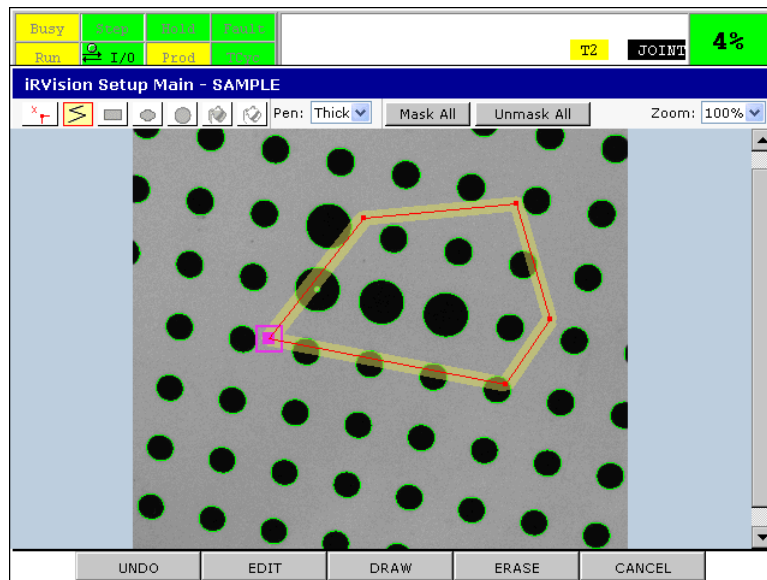 Busy Step Hold Fault
Run I/O Prod TCyc
T2 JOINT 4%
iRVision Setup Main - SAMPLE
Pen: Thick Mask All Unmask All Zoom: 100%
UNDO EDIT DRAW ERASE CANCEL